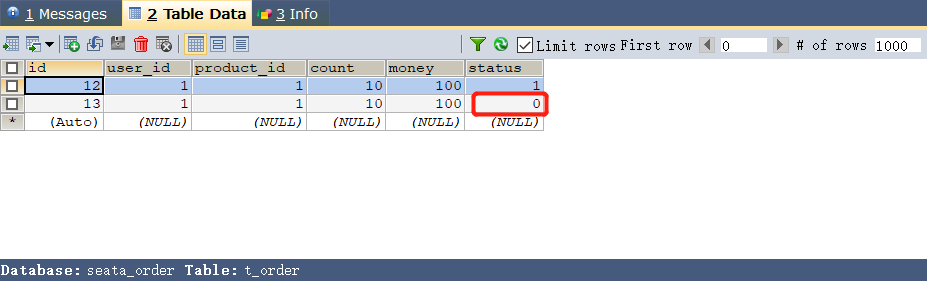 1 Messages 2 Table Data 3 Info
Limit rows First row 0 # of rows 1000
id user_id product_id count money status
12 1 1 10 100 1
13 1 1 10 100 0
* (Auto) (NULL) (NULL) (NULL) (NULL) (NULL)
Database: seata_order Table: t_order